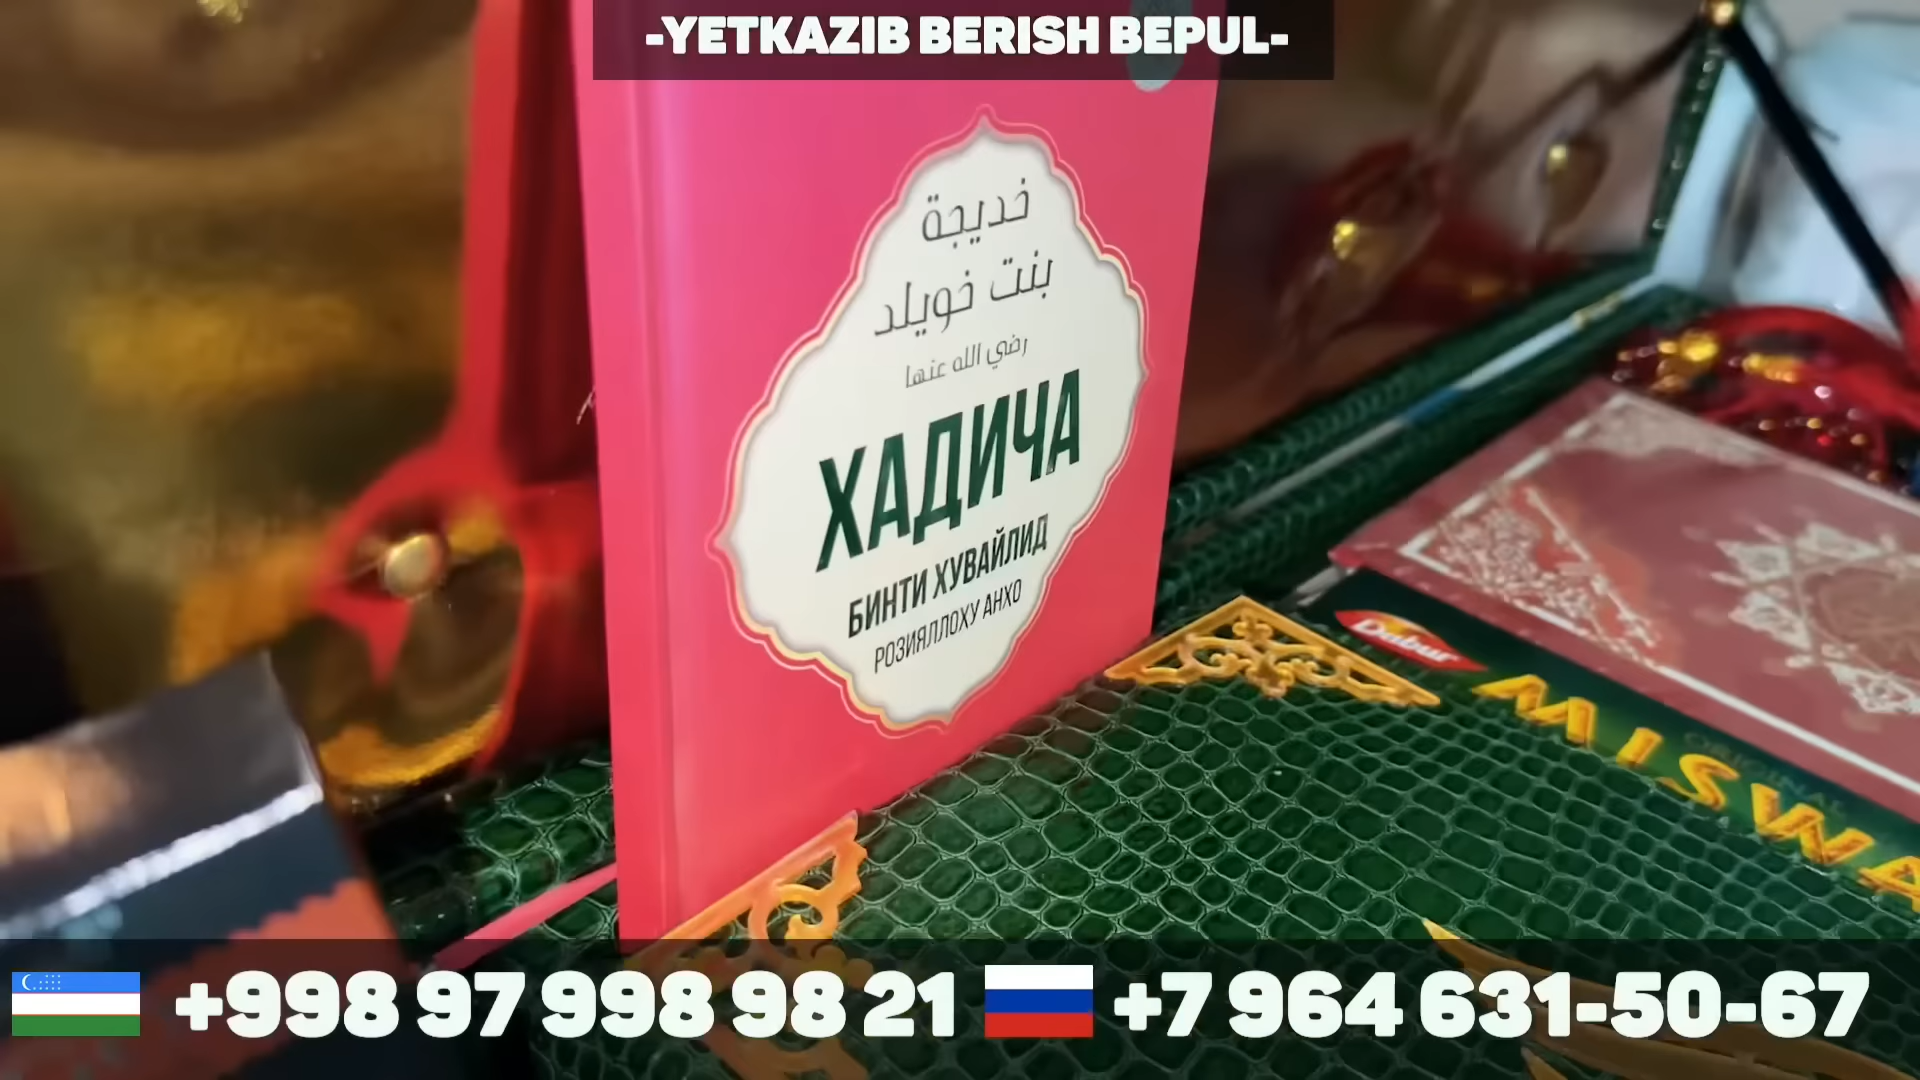 -YETKAZIB BERISH BEPUL-
خديجة
بنت خويلد
رضي الله عنها
ХАДИЧА
БИНТИ ХУВАЙЛИД
РОЗИЯЛЛОХУ АНХО
Dabur
MISWA
ORIGINAL
+998 97 998 98 21
+7 964 631-50-67